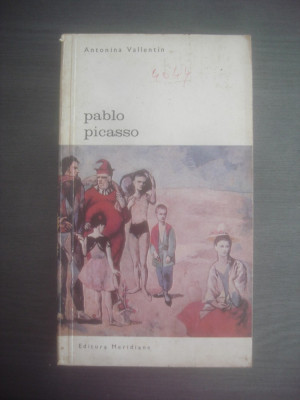 Antonina Vallentin
pablo
picasso
Editura Meridiane